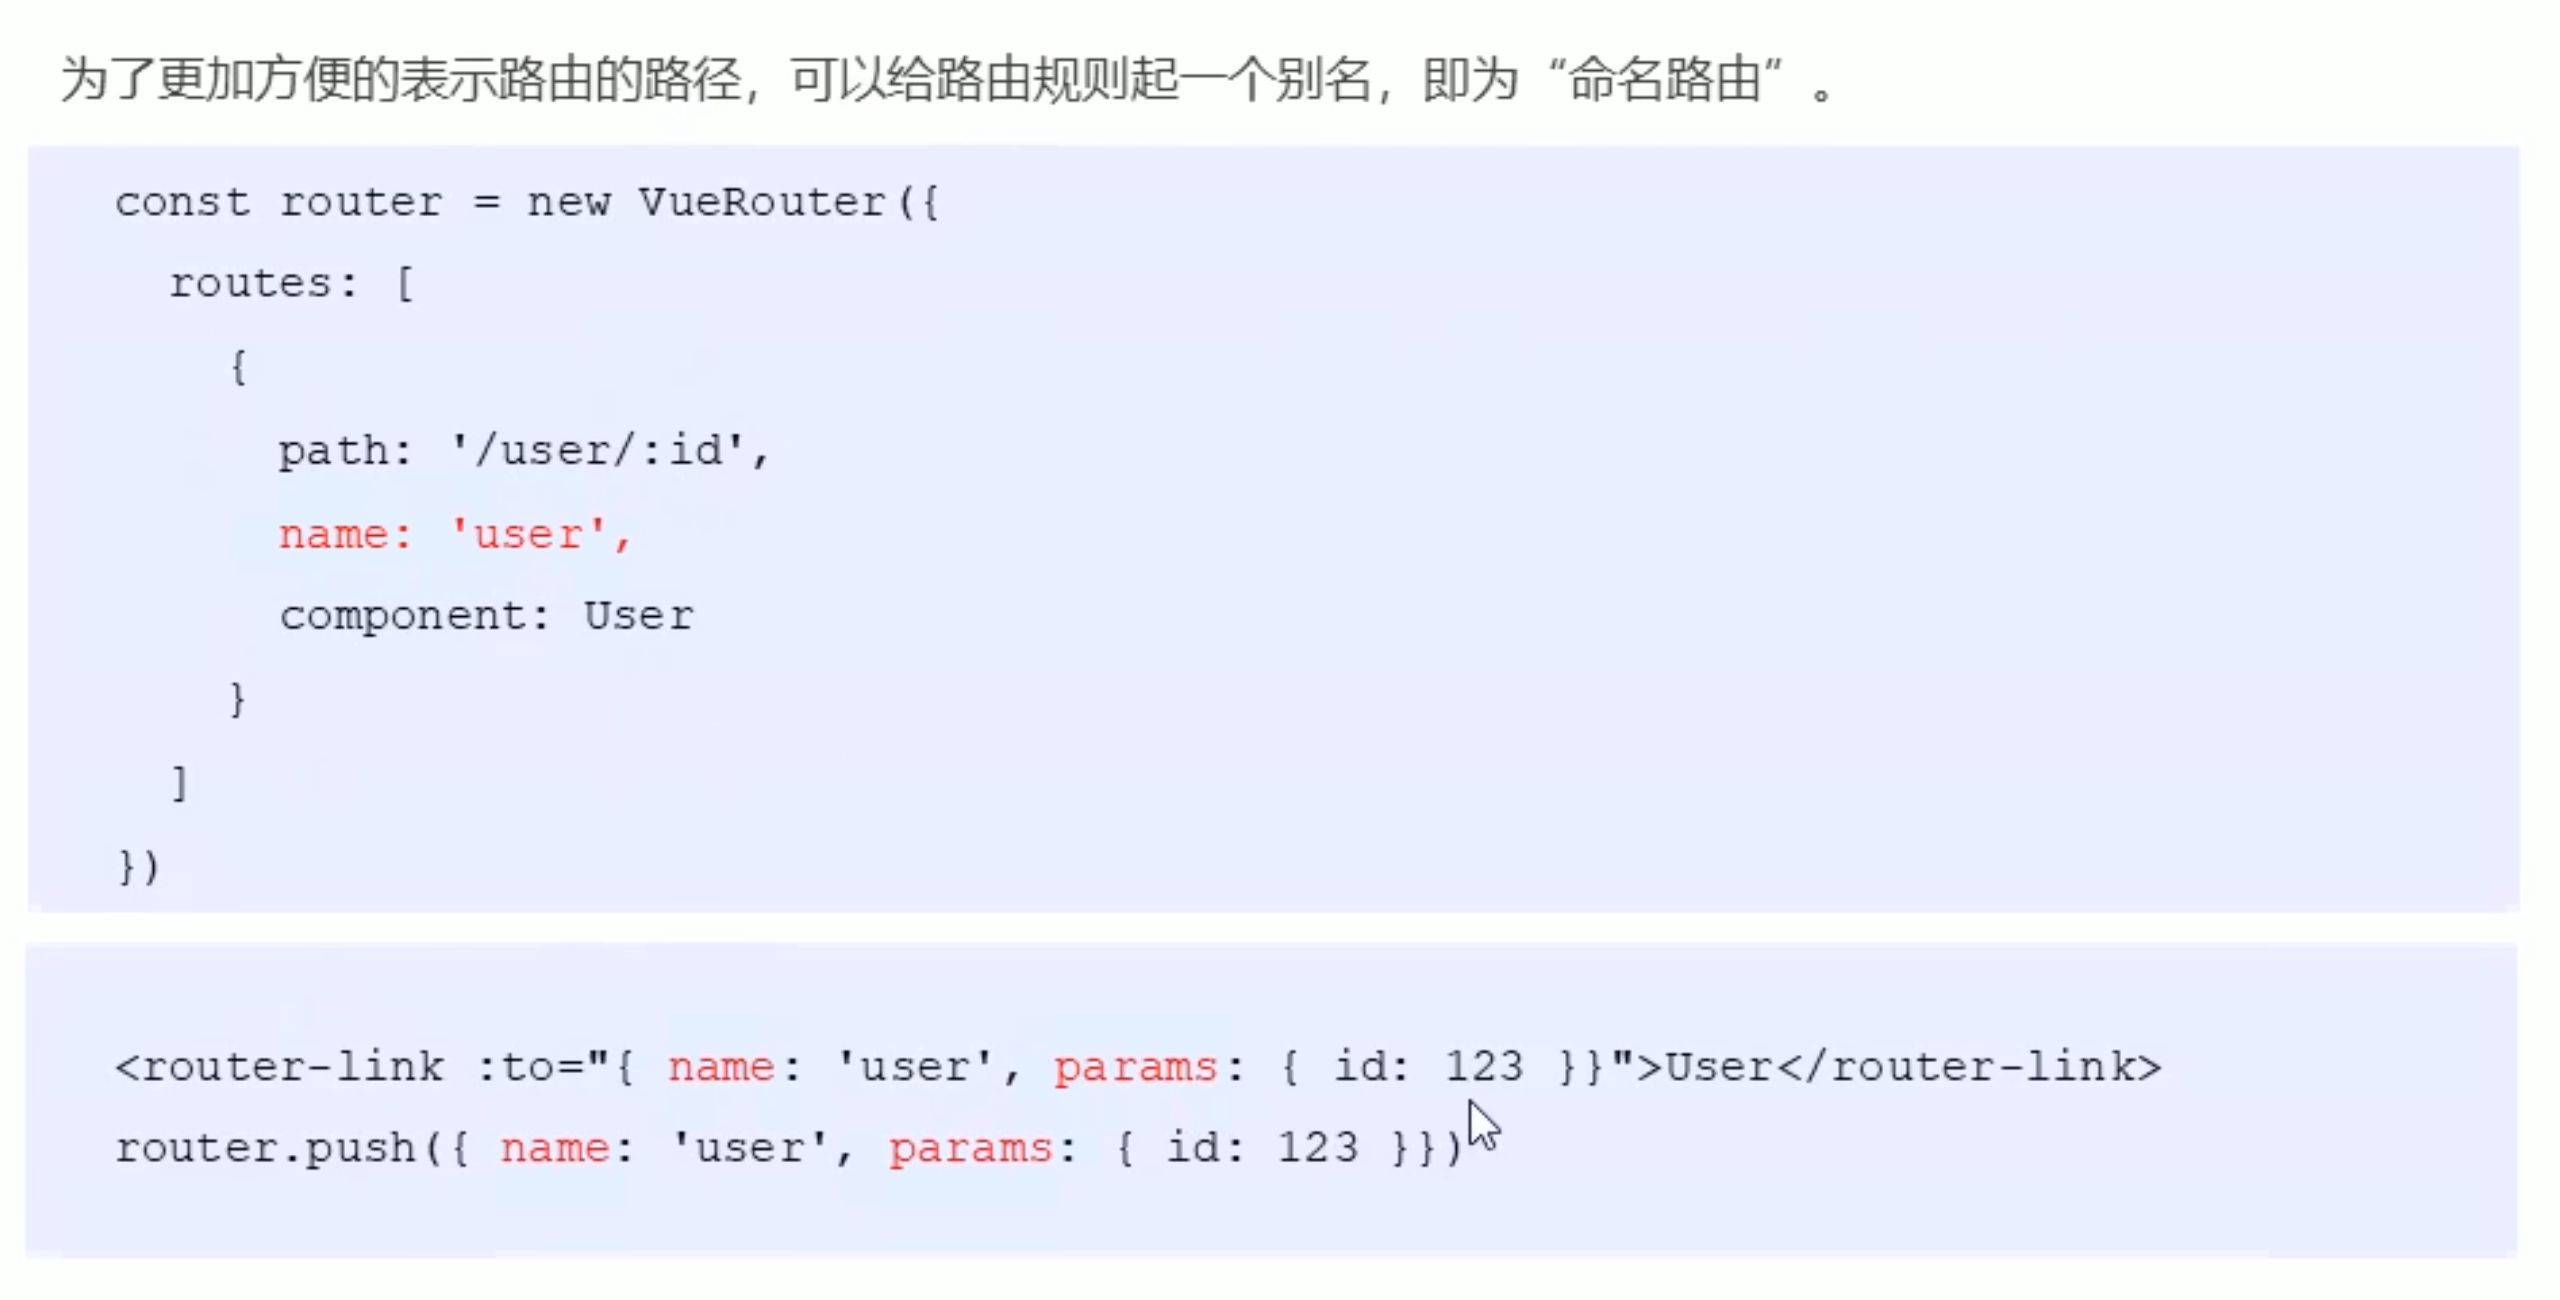 为了更加方便的表示路由的路径，可以给路由规则起一个别名，即为“命名路由”。
const router = new VueRouter({
  routes: [
    {
      path: '/user/:id',
      name: 'user',
      component: User
    }
  ]
})
<router-link :to="{ name: 'user', params: { id: 123 }}">User</router-link>
router.push({ name: 'user', params: { id: 123 }})